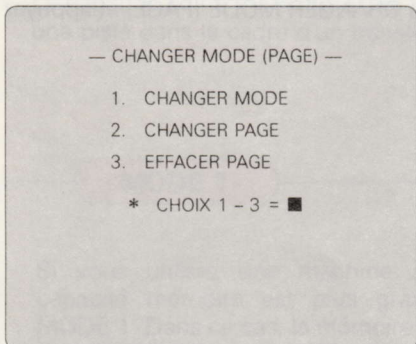 — CHANGER MODE (PAGE) —
1. CHANGER MODE
2. CHANGER PAGE
3. EFFACER PAGE
* CHOIX 1 – 3 = ■